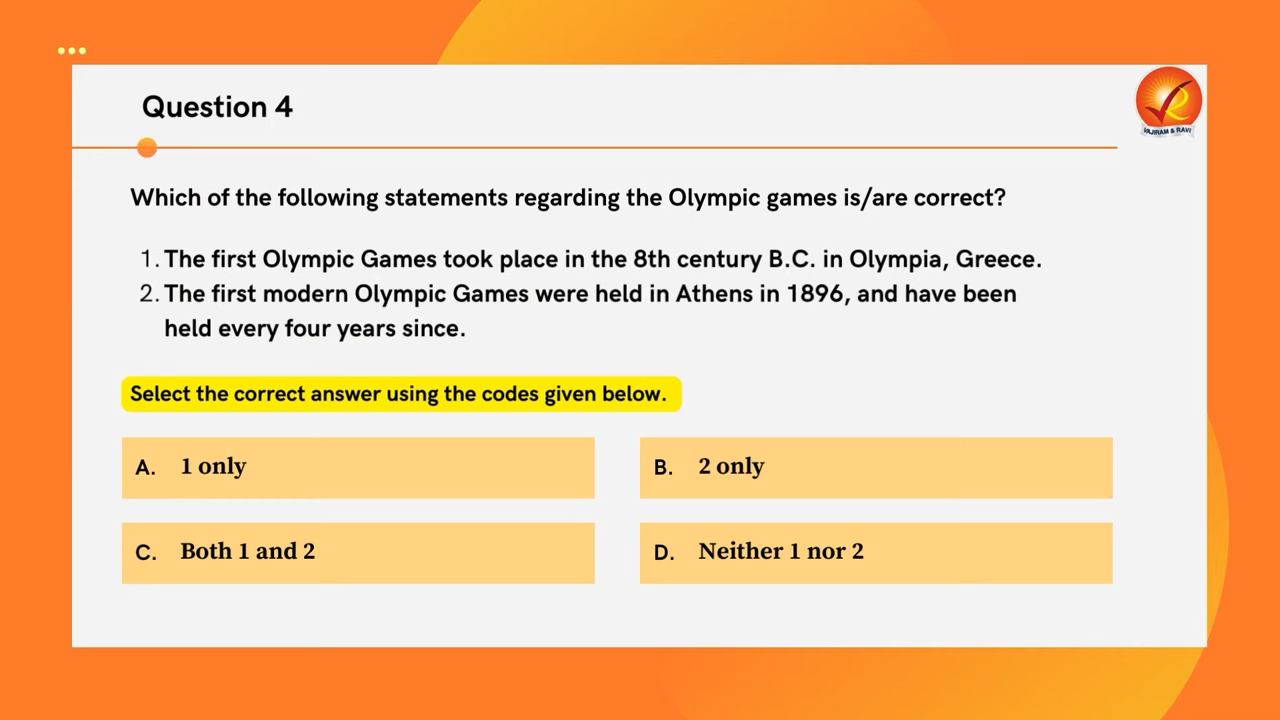 Question 4
VAJIRAM & RAVI
Which of the following statements regarding the Olympic games is/are correct?
1. The first Olympic Games took place in the 8th century B.C. in Olympia, Greece.
2. The first modern Olympic Games were held in Athens in 1896, and have been
held every four years since.
Select the correct answer using the codes given below.
A. 1 only
B. 2 only
C. Both 1 and 2
D. Neither 1 nor 2